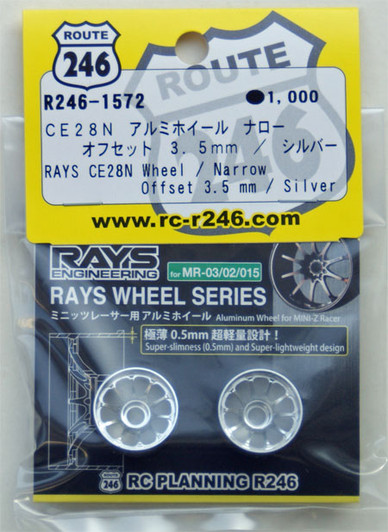 ROUTE
246
R246-1572 ●1,000
CE28N アルミホイール ナロー
オフセット 3.5mm / シルバー
RAYS CE28N Wheel / Narrow
Offset 3.5 mm / Silver
246
www.rc-r246.com
RAYS
ENGINEERING
for MR-03/02/015
RAYS WHEEL SERIES
ミニッツレーサー用 アルミホイール Aluminum Wheel for MINI-Z Racer
極薄0.5mm超軽量設計!
Super-slimness (0.5mm) and Super-lightweight design
ROUTE
246
RC PLANNING R246